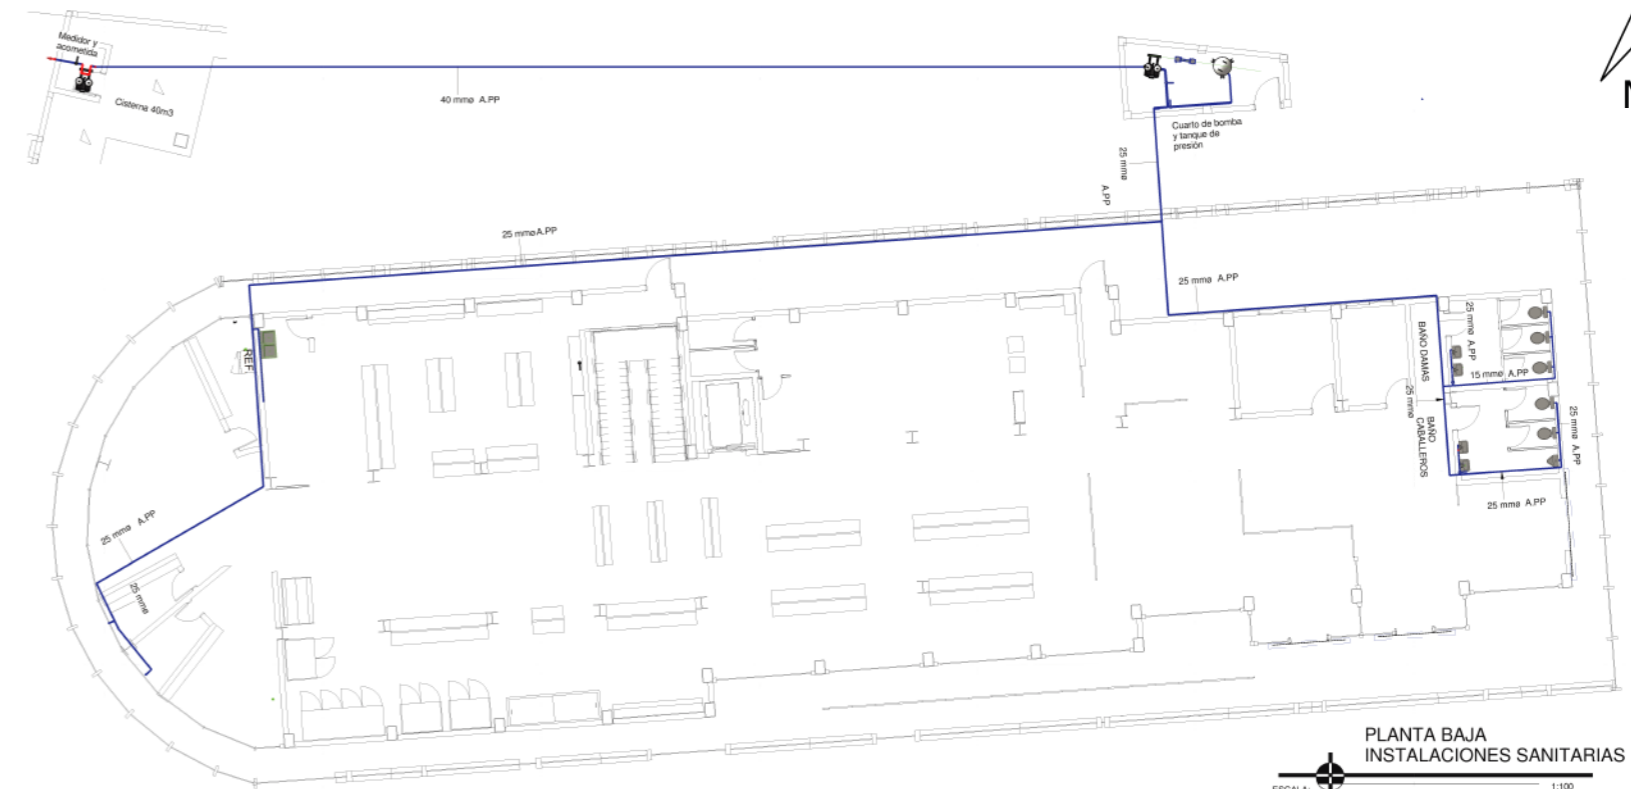 Medidor y
acometida
Cisterna 40m3
40 mmø A.PP
Cuarto de bomba
y tanque de
presión
N
25 mmø
A.PP
25 mmøA.PP
25 mmø A.PP
REF
BAÑO DAMAS
25 mmø A.PP
15 mmø A.PP
25 mmø
BAÑO
CABALLEROS
25 mmø A.PP
25 mmø A.PP
25 mmø A.PP
25 mmø
PLANTA BAJA
INSTALACIONES SANITARIAS
ESCALA:
1:100